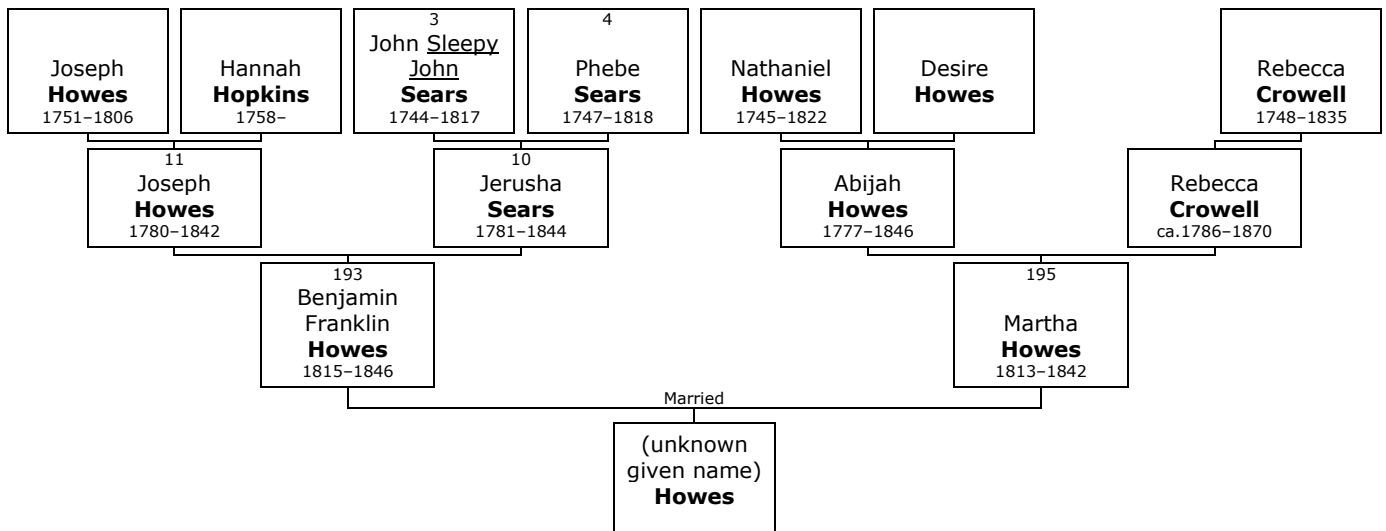 Joseph
Howes
1751–1806
Hannah
Hopkins
1758–
3
John Sleepy
John
Sears
1744–1817
4
Phebe
Sears
1747–1818
Nathaniel
Howes
1745–1822
Desire
Howes
Rebecca
Crowell
1748–1835
11
Joseph
Howes
1780–1842
10
Jerusha
Sears
1781–1844
Abijah
Howes
1777–1846
Rebecca
Crowell
ca.1786–1870
193
Benjamin
Franklin
Howes
1815–1846
195
Martha
Howes
1813–1842
Married
(unknown
given name)
Howes